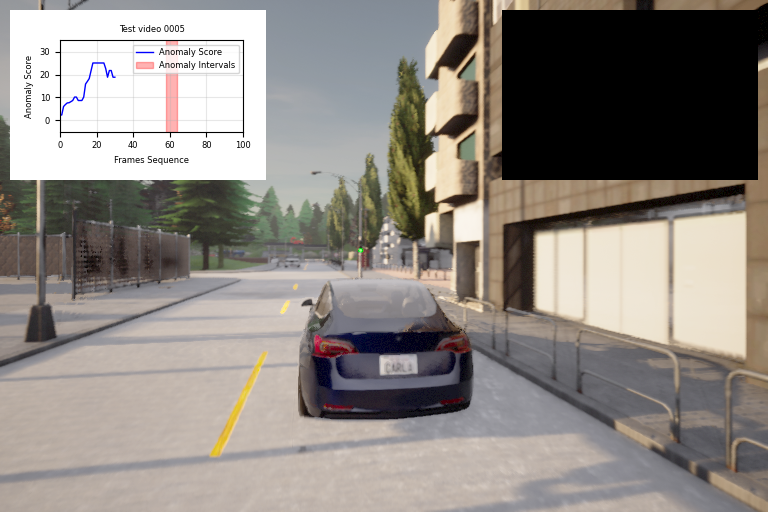 Test video 0005
Anomaly Score
Anomaly Intervals
30
20
10
0
Anomaly Score
0 20 40 60 80 100
Frames Sequence
CARLA